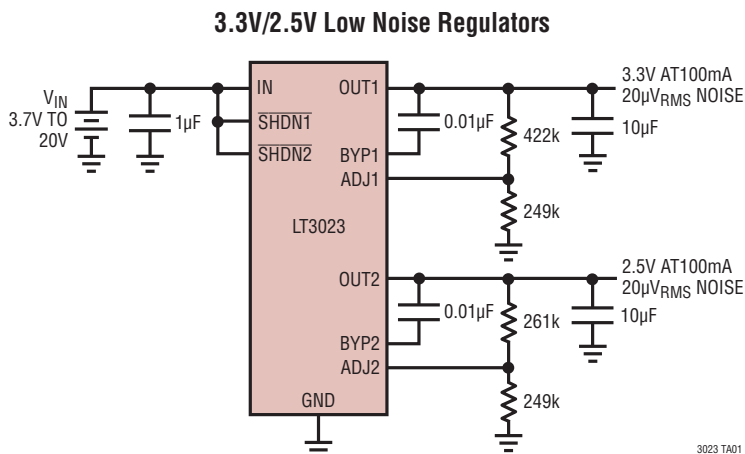 3.3V/2.5V Low Noise Regulators
IN
OUT1
3.3V AT100mA
20µVRMS NOISE
VIN
3.7V TO
20V
1µF
SHDN1
SHDN2
0.01µF
422k
10µF
BYP1
ADJ1
249k
LT3023
OUT2
2.5V AT100mA
20µVRMS NOISE
0.01µF
261k
10µF
BYP2
ADJ2
249k
GND
3023 TA01